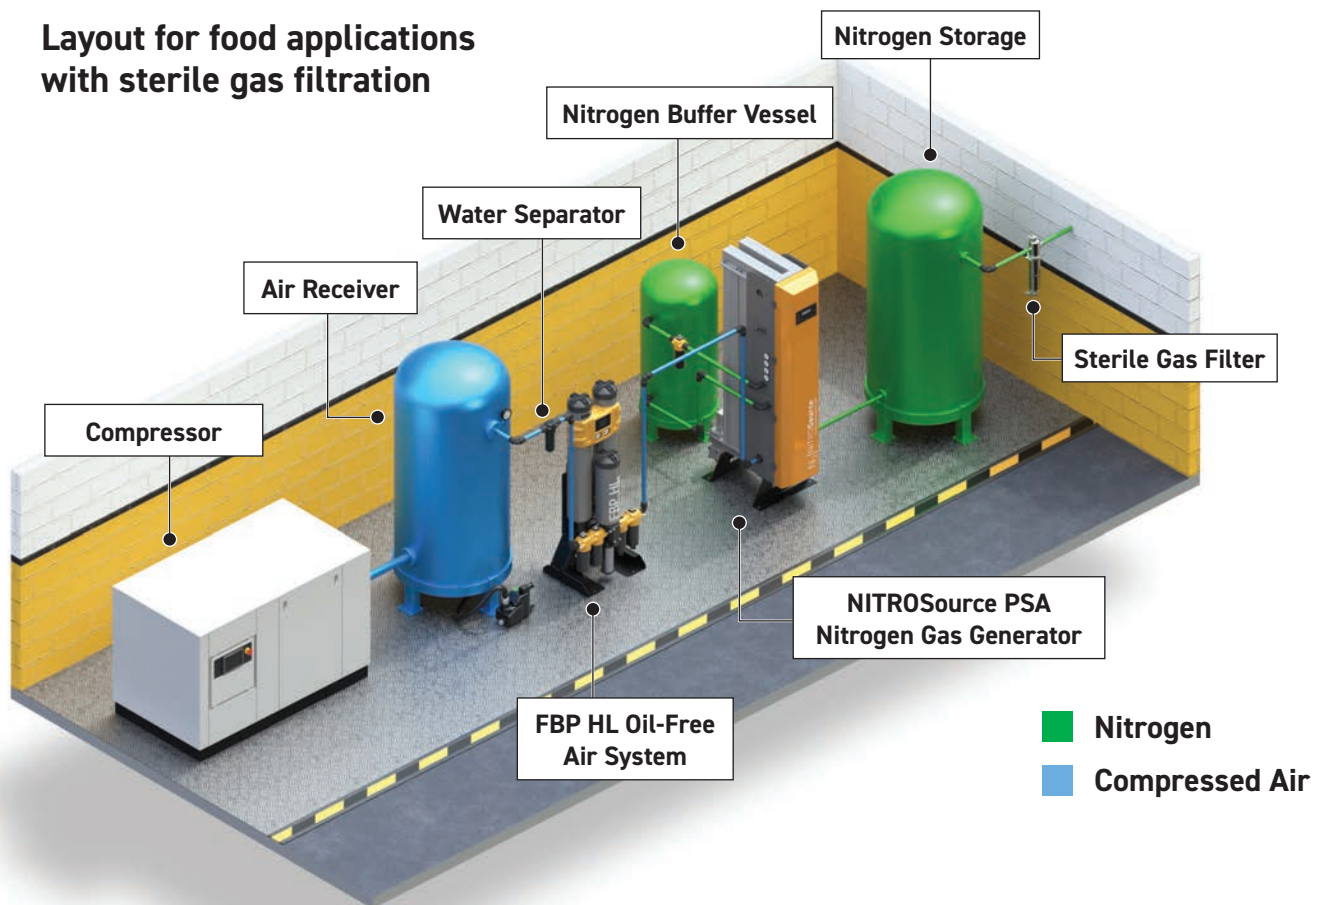 Layout for food applications
with sterile gas filtration
Nitrogen Storage
Nitrogen Buffer Vessel
Water Separator
Air Receiver
Sterile Gas Filter
Compressor
FBP HL
NITROSource
NITROSource PSA
Nitrogen Gas Generator
FBP HL Oil-Free
Air System
Nitrogen
Compressed Air